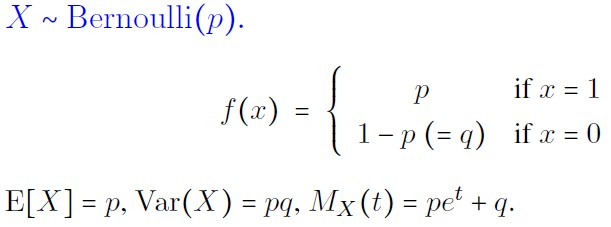 X ~ Bernoulli(p).
f(x) = { p if x = 1
1 − p (= q) if x = 0
E[X] = p, Var(X) = pq, M_X(t) = pe^t + q.